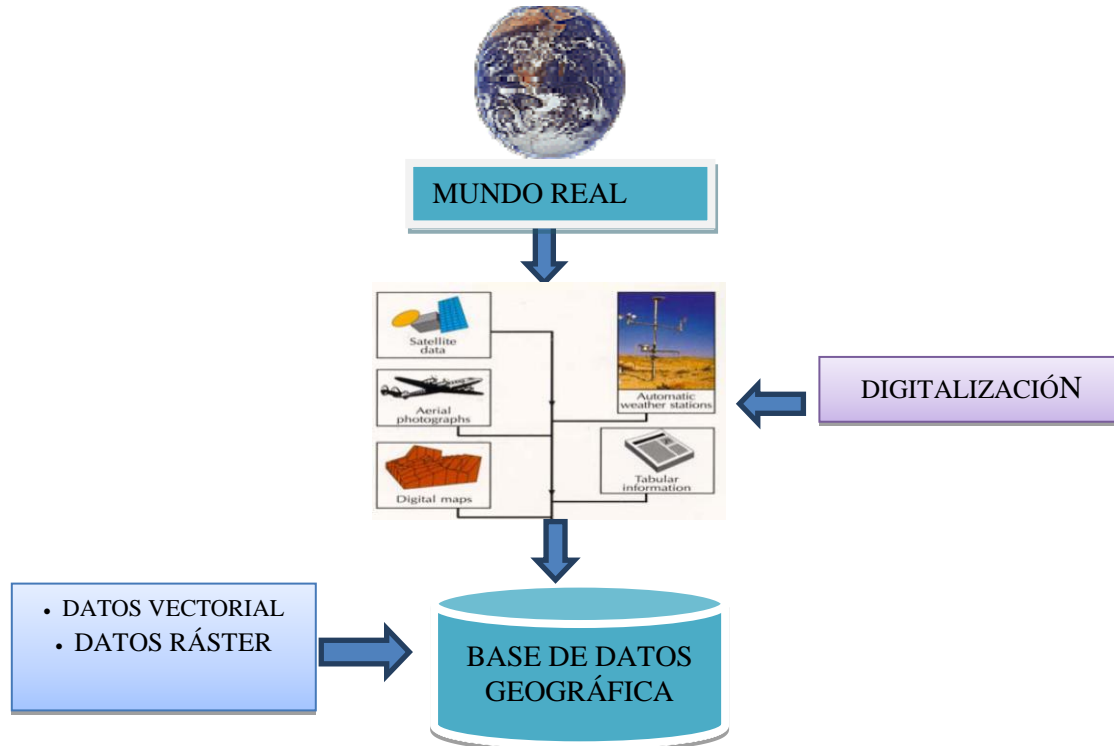 MUNDO REAL
Satellite
data
Automatic
weather stations
Aerial
photographs
DIGITALIZACIÓN
Digital maps
Tabular
information
• DATOS VECTORIAL
• DATOS RÁSTER
BASE DE DATOS
GEOGRÁFICA